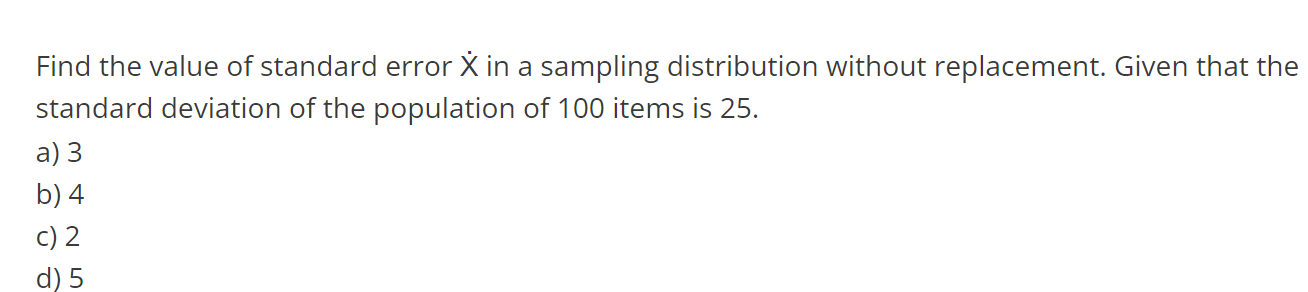 Find the value of standard error Ẋ in a sampling distribution without replacement. Given that the
standard deviation of the population of 100 items is 25.
a) 3
b) 4
c) 2
d) 5